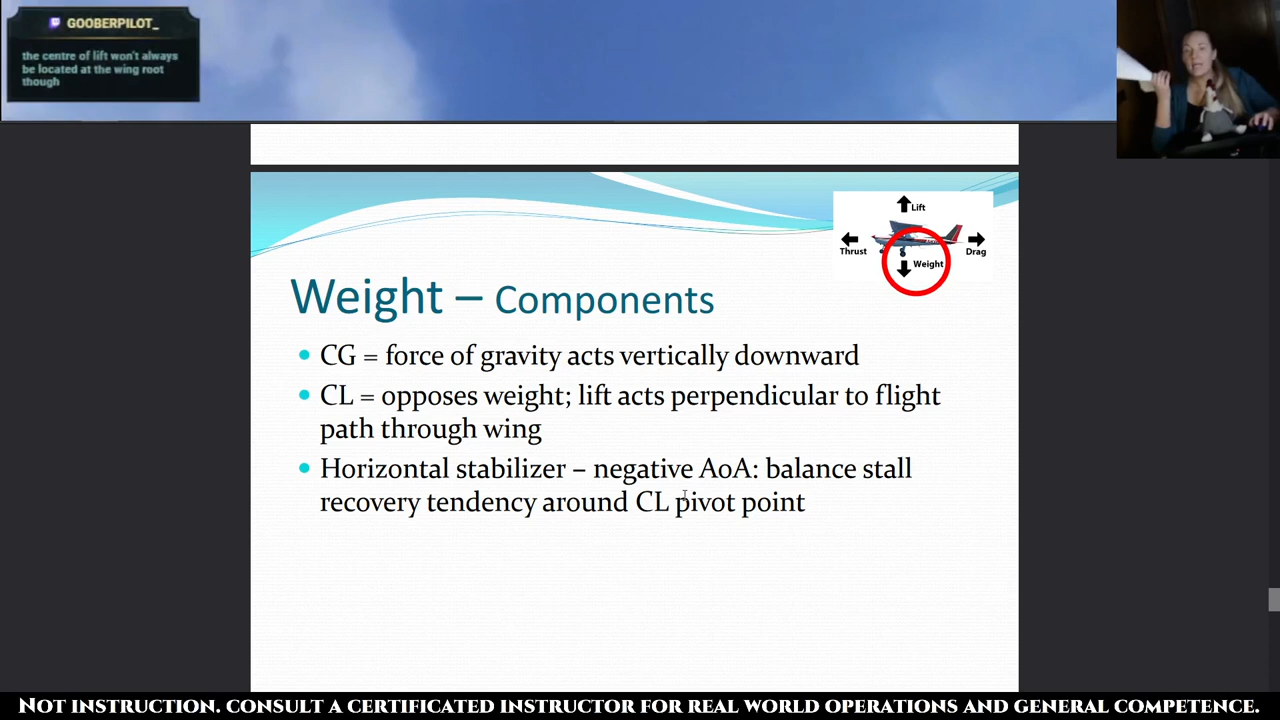 GOOBERPILOT_
the centre of lift won't always
be located at the wing root
though
Lift
Thrust
Drag
Weight
Weight – Components
CG = force of gravity acts vertically downward
CL = opposes weight; lift acts perpendicular to flight
path through wing
Horizontal stabilizer – negative AoA: balance stall
recovery tendency around CL pivot point
Not instruction. Consult a certificated instructor for real world operations and general competence.